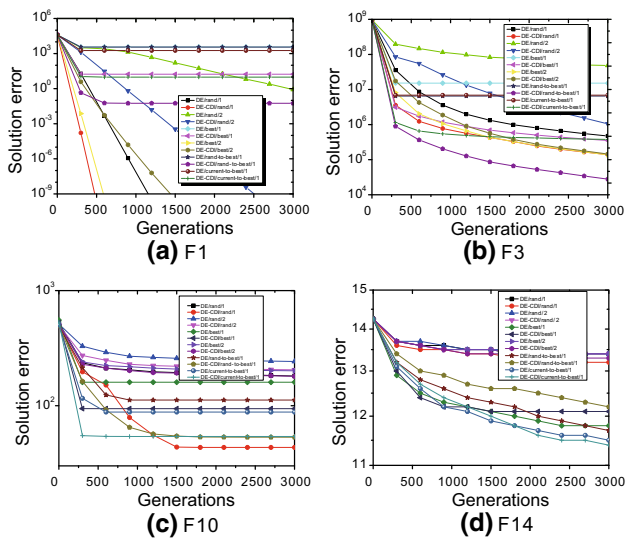 10^5
10^3
10^1
10^-1
10^-3
10^-5
10^-7
10^-9
Solution error
DE/rand/1
DE-CDI/rand/1
DE/rand/2
DE-CDI/rand/2
DE/best/1
DE-CDI/best/1
DE/best/2
DE-CDI/best/2
DE/rand-to-best/1
DE-CDI/rand-to-best/1
DE/current-to-best/1
DE-CDI/current-to-best/1
0 500 1000 1500 2000 2500 3000
Generations
(a) F1
10^9
10^8
10^7
10^6
10^5
10^4
Solution error
DE/rand/1
DE-CDI/rand/1
DE/rand/2
DE-CDI/rand/2
DE/best/1
DE-CDI/best/1
DE/best/2
DE-CDI/best/2
DE/rand-to-best/1
DE-CDI/rand-to-best/1
DE/current-to-best/1
DE-CDI/current-to-best/1
0 500 1000 1500 2000 2500 3000
Generations
(b) F3
10^3
10^2
Solution error
DE/rand/1
DE-CDI/rand/1
DE/rand/2
DE-CDI/rand/2
DE/best/1
DE-CDI/best/1
DE/best/2
DE-CDI/best/2
DE/rand-to-best/1
DE-CDI/rand-to-best/1
DE/current-to-best/1
DE-CDI/current-to-best/1
0 500 1000 1500 2000 2500 3000
Generations
(c) F10
15
14
13
12
11
Solution error
DE/rand/1
DE-CDI/rand/1
DE/rand/2
DE-CDI/rand/2
DE/best/1
DE-CDI/best/1
DE/best/2
DE-CDI/best/2
DE/rand-to-best/1
DE-CDI/rand-to-best/1
DE/current-to-best/1
DE-CDI/current-to-best/1
0 500 1000 1500 2000 2500 3000
Generations
(d) F14